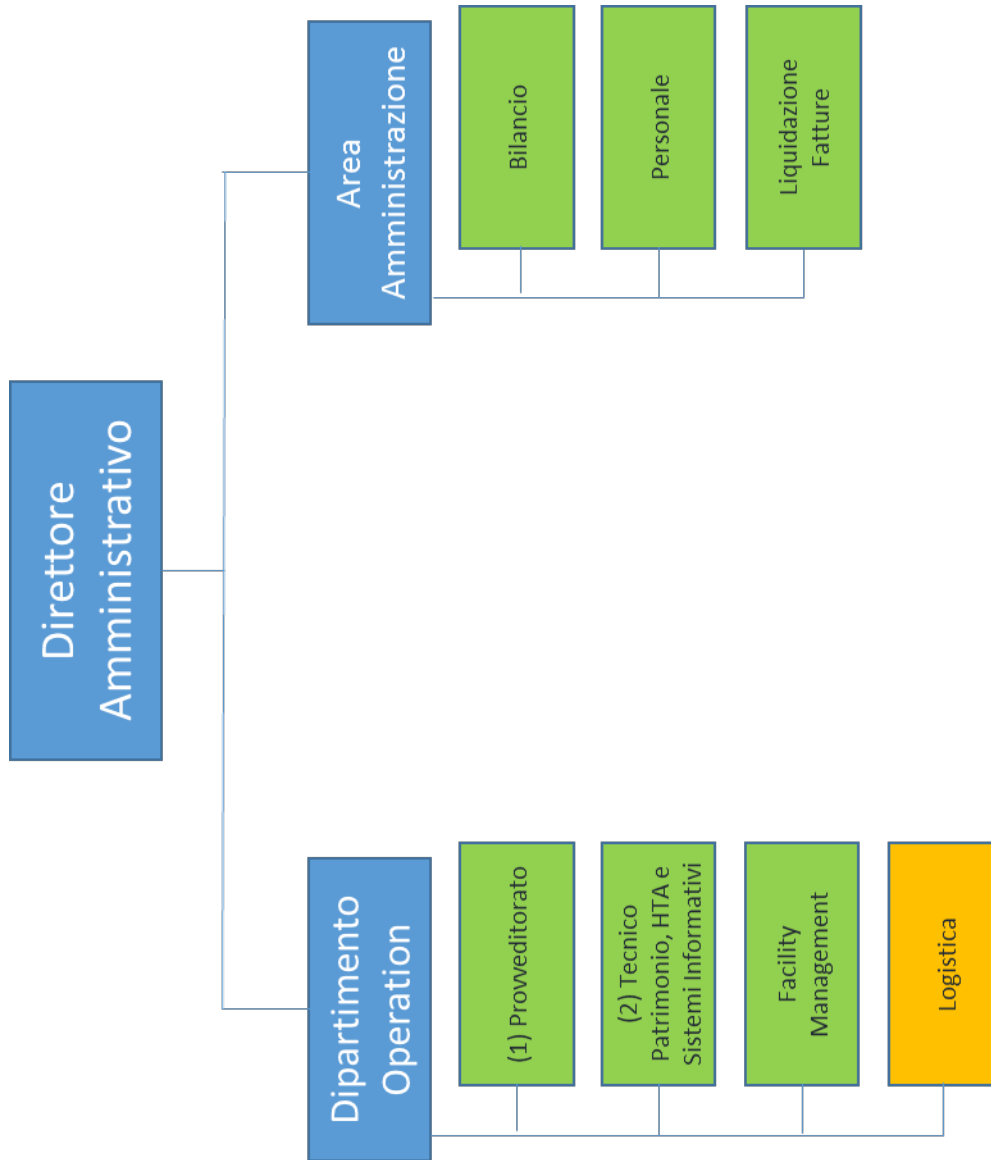 Direttore
Amministrativo
Dipartimento
Operation
(1) Provveditorato
(2) Tecnico
Patrimonio, HTA e
Sistemi Informativi
Facility
Management
Logistica
Area
Amministrazione
Bilancio
Personale
Liquidazione
Fatture